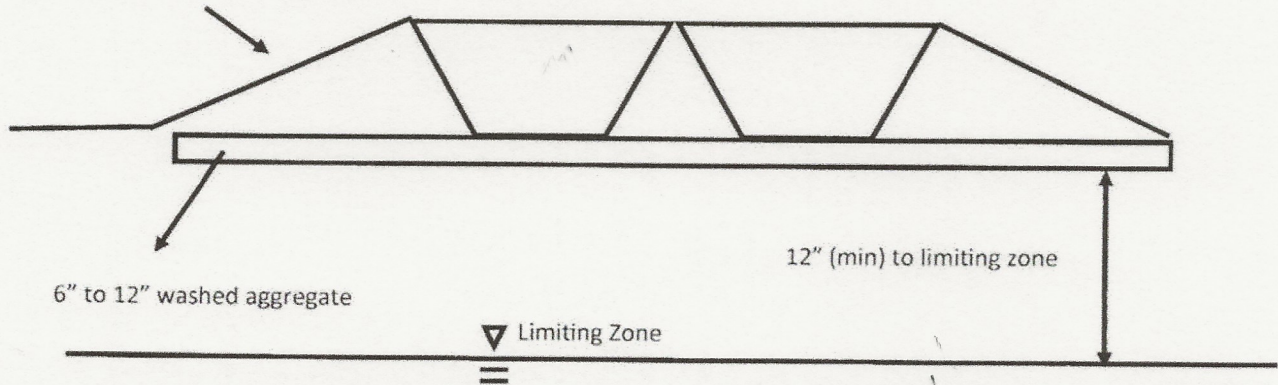 12” (min) to limiting zone
6” to 12” washed aggregate
Limiting Zone